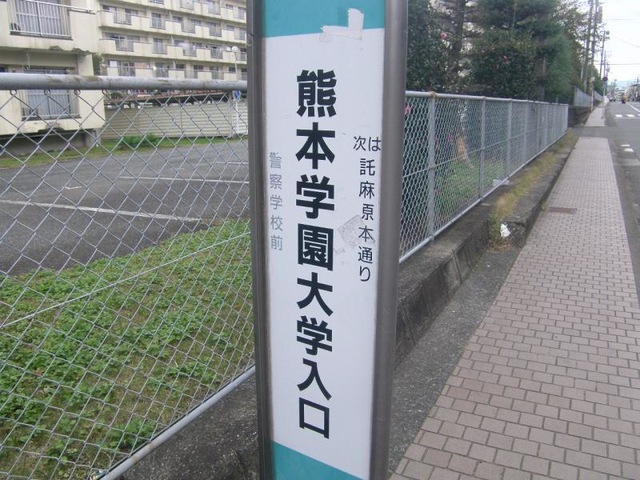 次は託麻原本通り
熊本学園大学入口
警察学校前